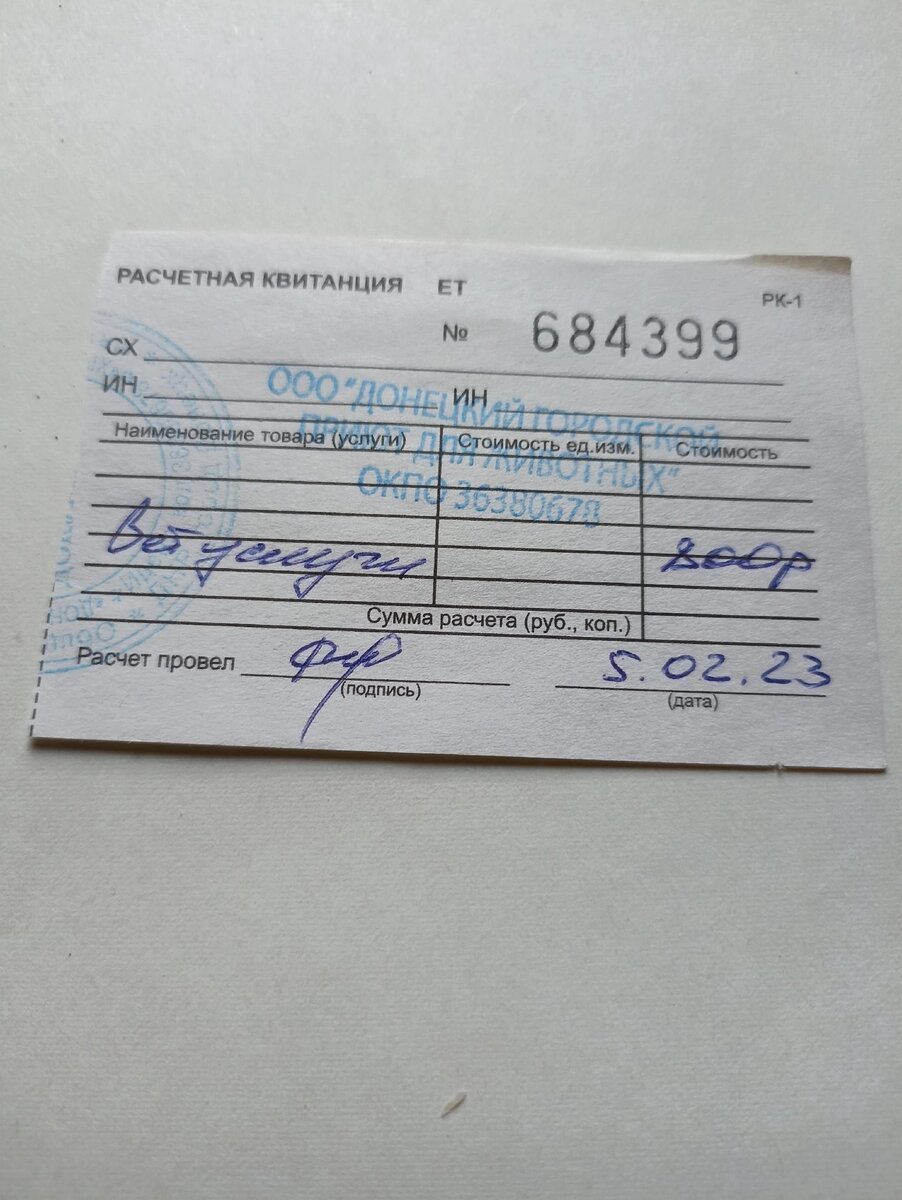 РАСЧЕТНАЯ КВИТАНЦИЯ ЕТ
РК-1
№ 684399
СХ
ИН ИН
ООО "ДОНЕЦКИЙ ГОРОДСКОЙ
ПРИЮТ ДЛЯ ЖИВОТНЫХ"
ОКПО 36380678
Наименование товара (услуги) Стоимость ед.изм. Стоимость
Вет услуги 800р
Сумма расчета (руб., коп.)
Расчет провел 5.02.23
(подпись) (дата)